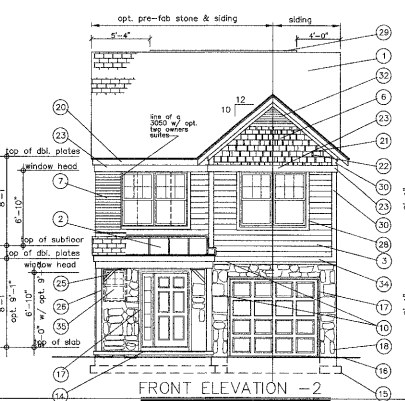 opt. pre-fab stone & siding
siding
5'-4"
4'-0"
29
1
32
12
10
6
20
line of a
3050 w/ opt.
two owners
suites
23
23
21
top of dbl. plates
22
window head
30
7
23
8'-1
6'-10"
30
2
28
top of subfloor
3
top of dbl. plates
window head
34
25
17
26
6'-10"
10
35
opt. 9'-1"
8'-0" w/ opt. 9'
18
top of slab
17
16
14
15
FRONT ELEVATION -2